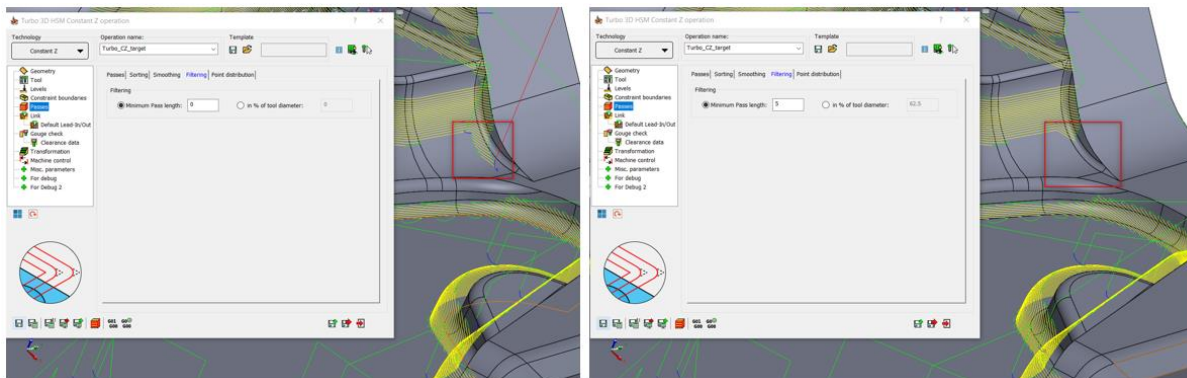 Turbo 3D HSM Constant Z operation
? ×
Technology
Constant Z
Operation name:
Turbo_CZ_target
Template
Geometry
Tool
Levels
Constraint boundaries
Passes
Link
Default Lead-In/Out
Gouge check
Clearance data
Transformation
Machine control
Misc. parameters
For debug
For Debug 2
Passes Sorting Smoothing Filtering Point distribution
Filtering
Minimum Pass length: 0
in % of tool diameter: 0
Turbo 3D HSM Constant Z operation
? ×
Technology
Constant Z
Operation name:
Turbo_CZ_target
Template
Geometry
Tool
Levels
Constraint boundaries
Passes
Link
Default Lead-In/Out
Gouge check
Clearance data
Transformation
Machine control
Misc. parameters
For debug
For Debug 2
Passes Sorting Smoothing Filtering Point distribution
Filtering
Minimum Pass length: 5
in % of tool diameter: 62.5